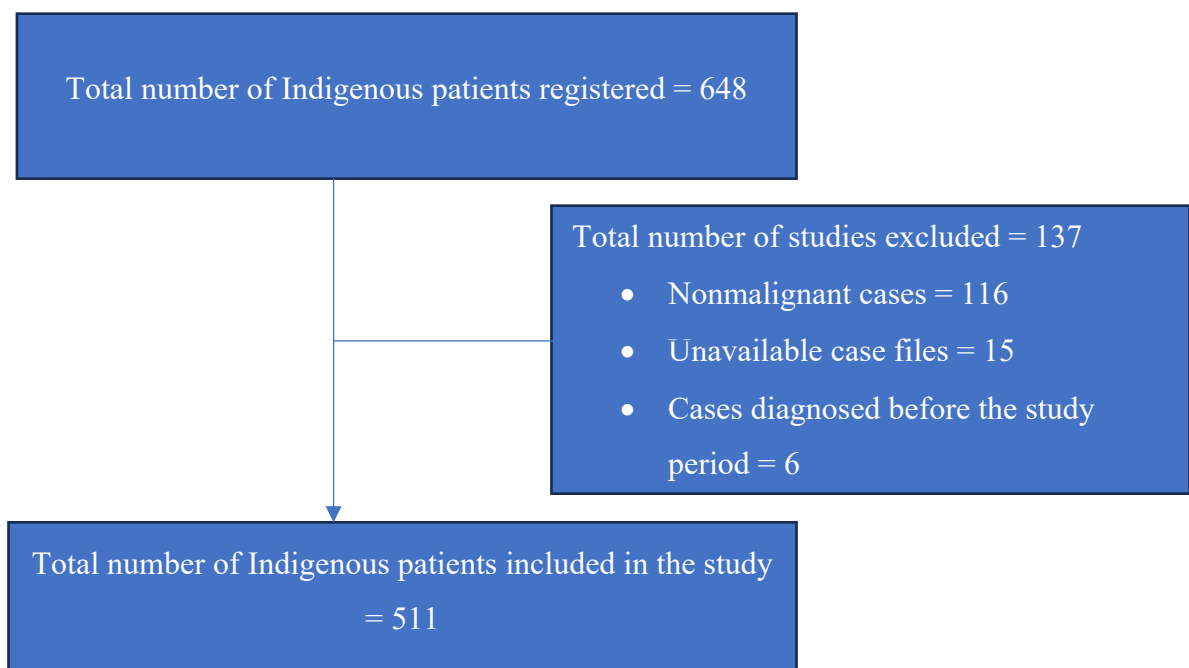 Total number of Indigenous patients registered = 648
Total number of studies excluded = 137
• Nonmalignant cases = 116
• Unavailable case files = 15
• Cases diagnosed before the study
period = 6
Total number of Indigenous patients included in the study
= 511